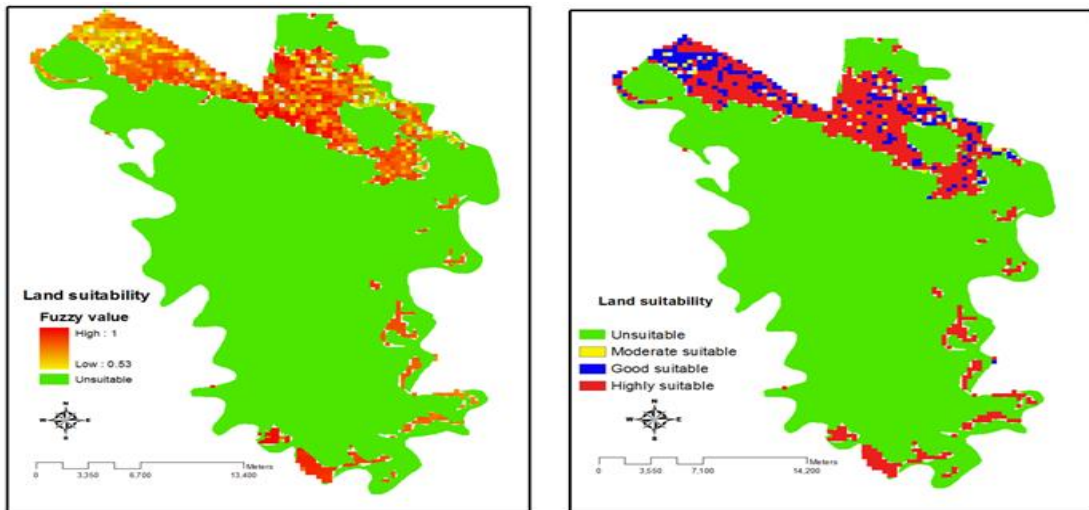 Land suitability
Fuzzy value
High : 1
Low : 0.53
Unsuitable
N
W E
S
Meters
0 3,350 6,700 13,400
Land suitability
Unsuitable
Moderate suitable
Good suitable
Highly suitable
N
W E
S
Meters
0 3,550 7,100 14,200